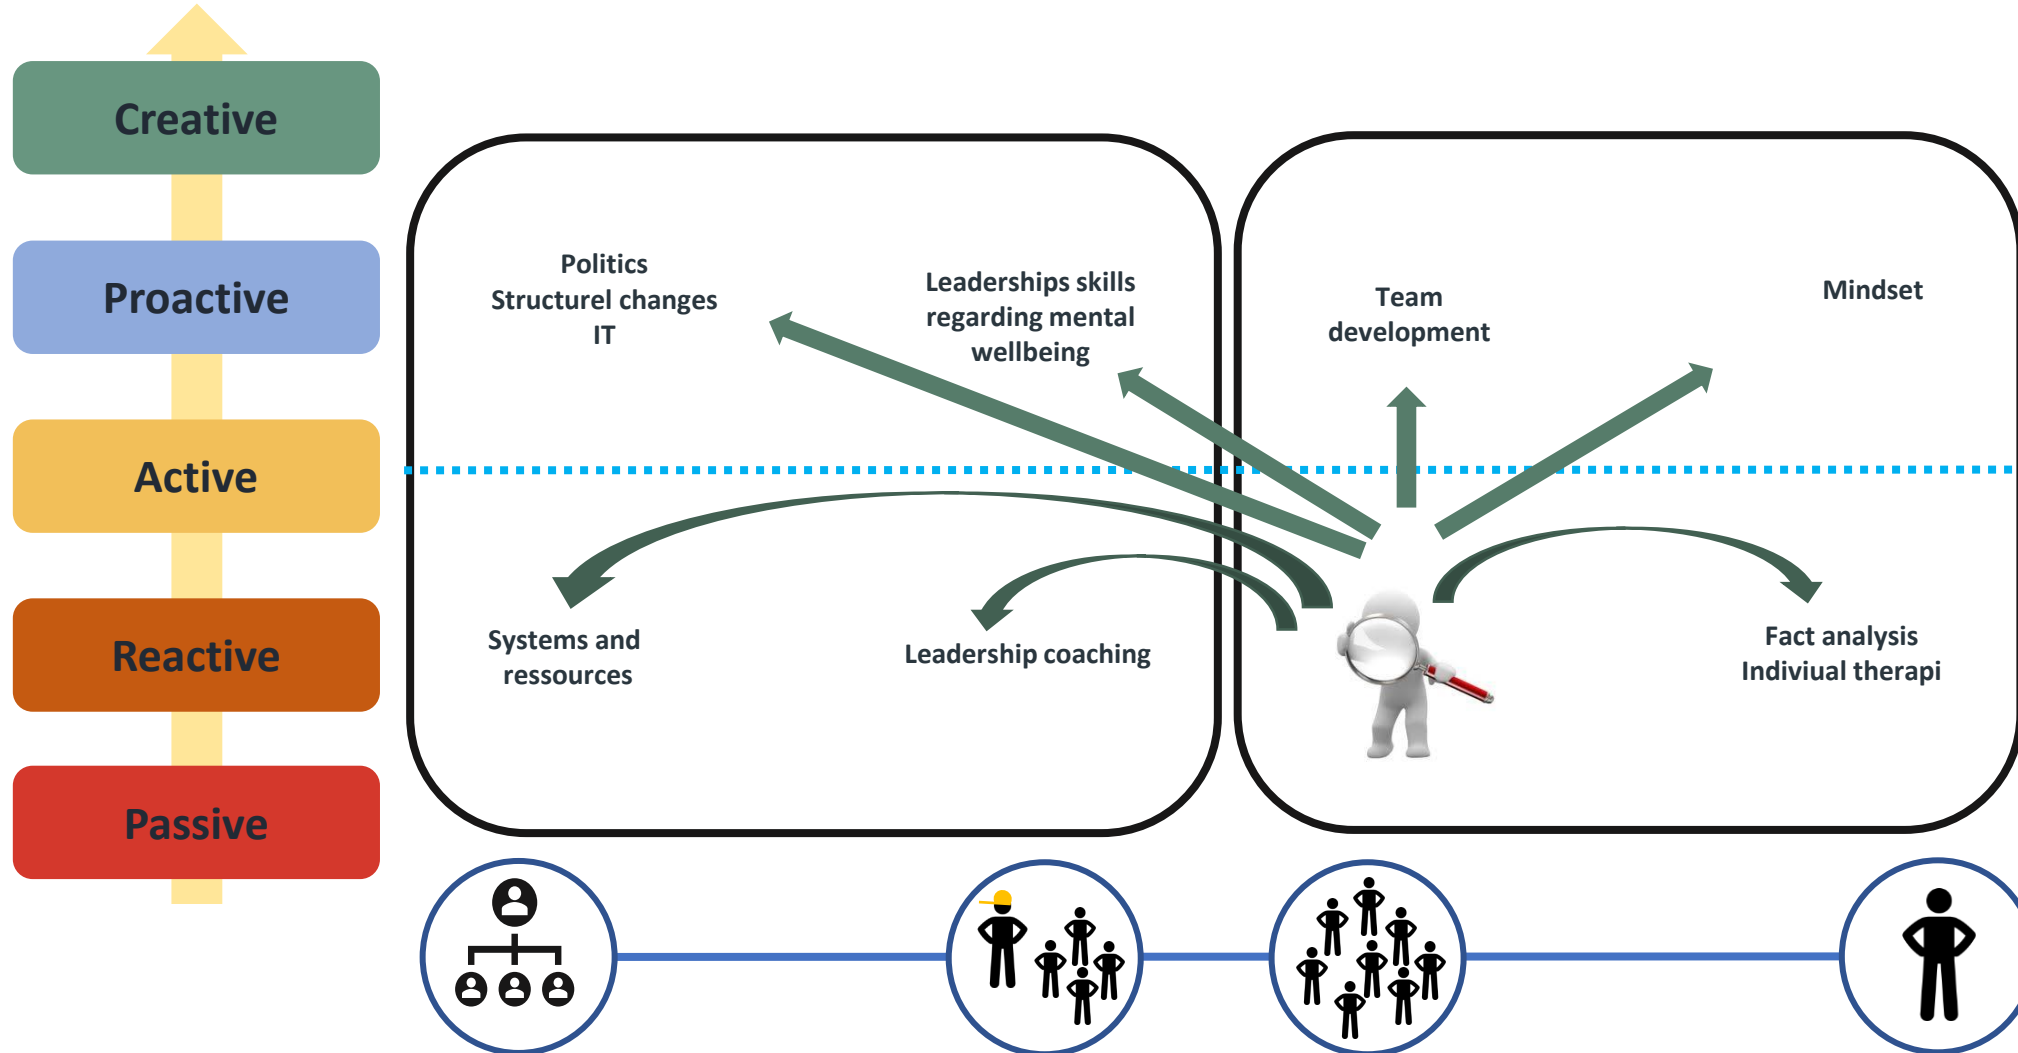 Creative
Proactive
Active
Reactive
Passive
Politics
Structurel changes
IT
Leaderships skills
regarding mental
wellbeing
Team
development
Mindset
Systems and
ressources
Leadership coaching
Fact analysis
Indiviual therapi